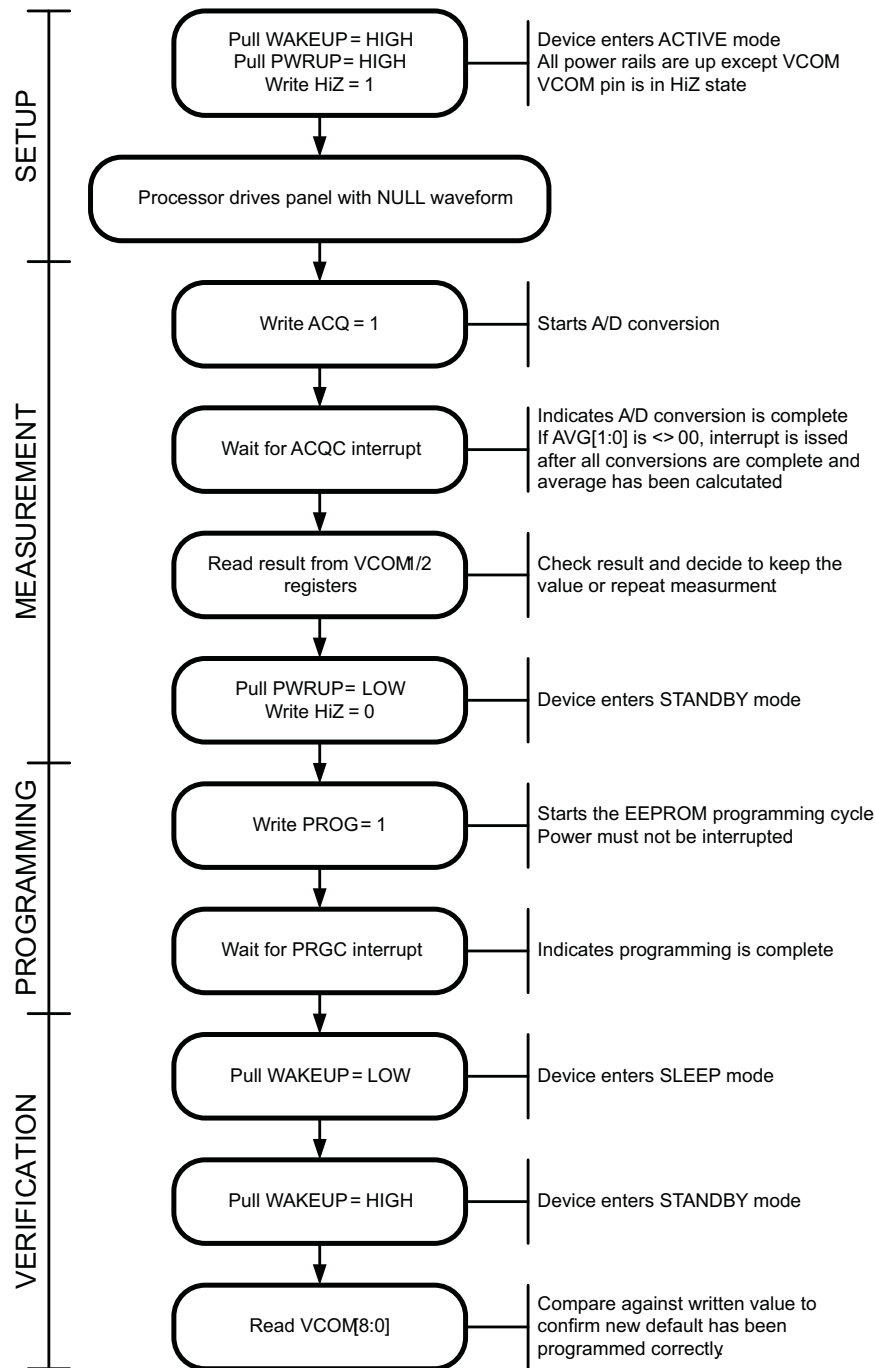 SETUP
Pull WAKEUP = HIGH
Pull PWRUP = HIGH
Write HiZ = 1
Device enters ACTIVE mode
All power rails are up except VCOM
VCOM pin is in HiZ state
Processor drives panel with NULL waveform
MEASUREMENT
Write ACQ = 1
Starts A/D conversion
Wait for ACQC interrupt
Indicates A/D conversion is complete
If AVG[1:0] is <> 00, interrupt is issed
after all conversions are complete and
average has been calcutated
Read result from VCOM1/2
registers
Check result and decide to keep the
value or repeat measurment.
Pull PWRUP = LOW
Write HiZ = 0
Device enters STANDBY mode
PROGRAMMING
Write PROG = 1
Starts the EEPROM programming cycle
Power must not be interrupted
Wait for PRGC interrupt
Indicates programming is complete
VERIFICATION
Pull WAKEUP = LOW
Device enters SLEEP mode
Pull WAKEUP = HIGH
Device enters STANDBY mode
Read VCOM[8:0]
Compare against written value to
confirm new default has been
programmed correctly.